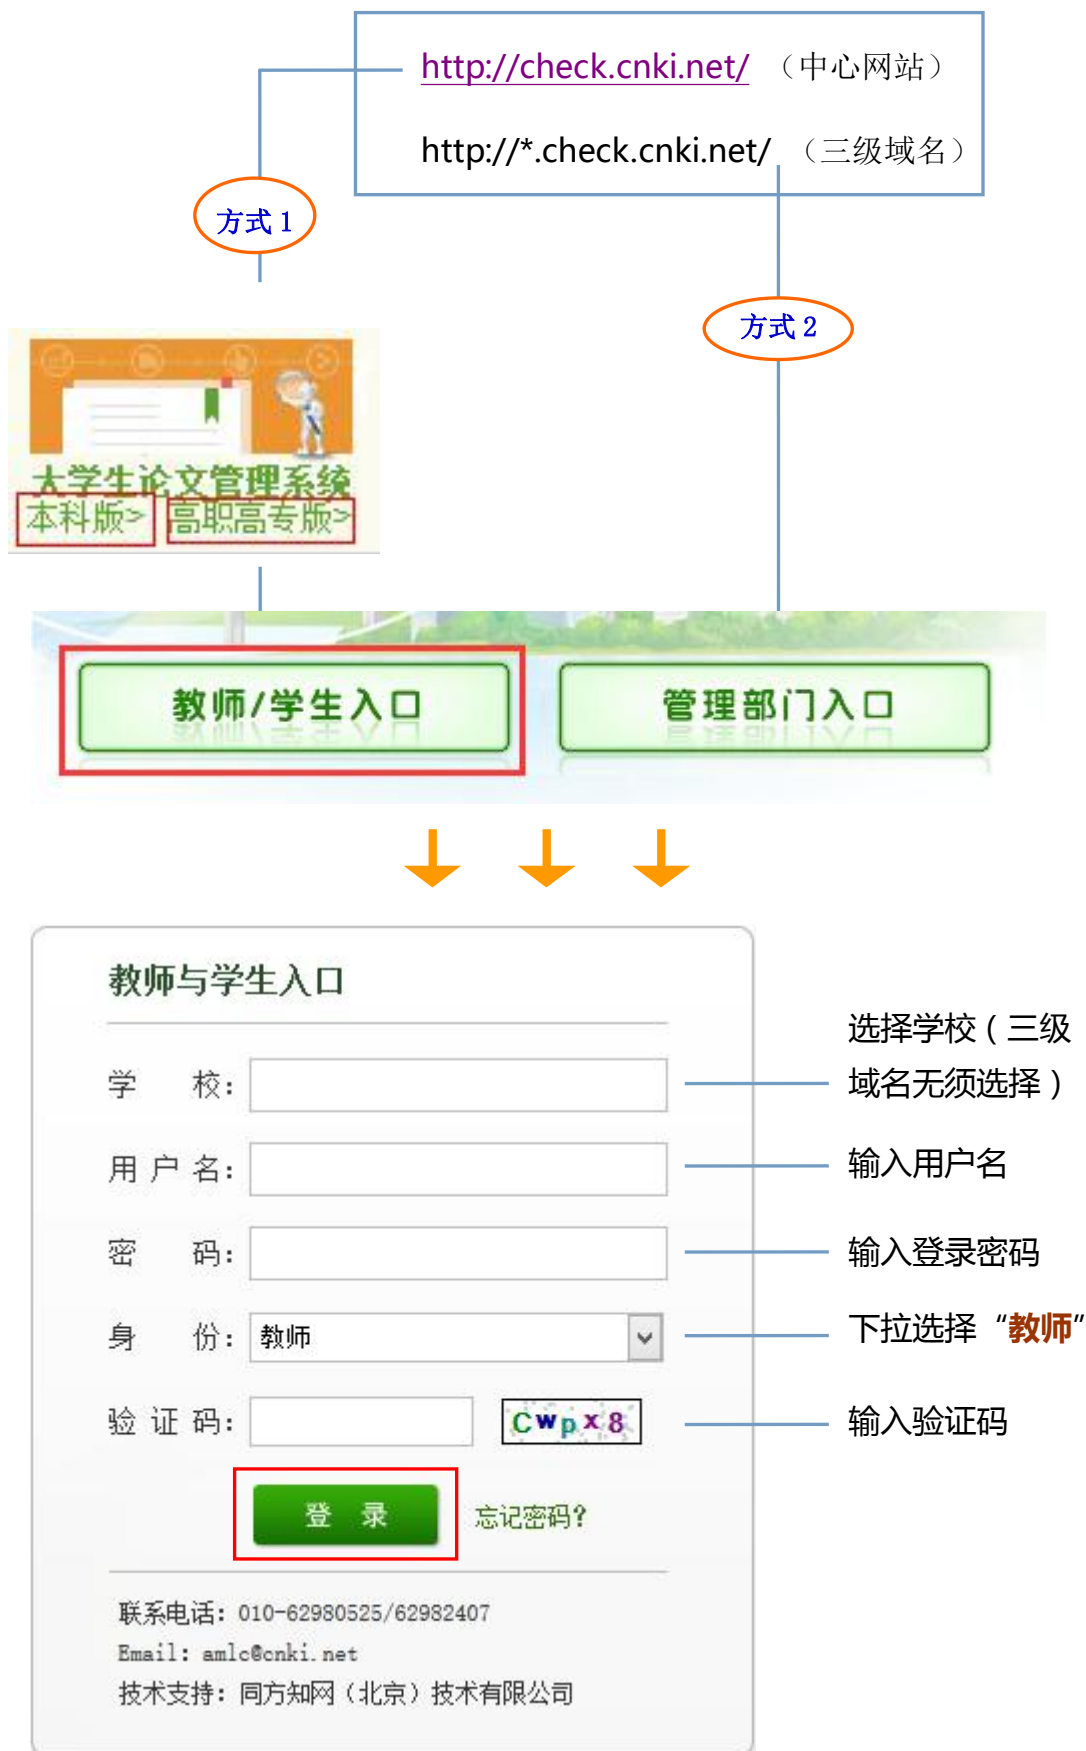 http://check.cnki.net/ （中心网站）
http://*.check.cnki.net/ （三级域名）
方式 1
方式 2
大学生论文管理系统
本科版> 高职高专版>
教师/学生入口 管理部门入口
教师与学生入口
学 校：
选择学校（三级
域名无须选择）
用 户 名：
输入用户名
密 码：
输入登录密码
身 份： 教师
下拉选择“教师”
验 证 码： Cwpx8
输入验证码
登 录 忘记密码?
联系电话：010-62980525/62982407
Email: amlc@cnki.net
技术支持：同方知网（北京）技术有限公司